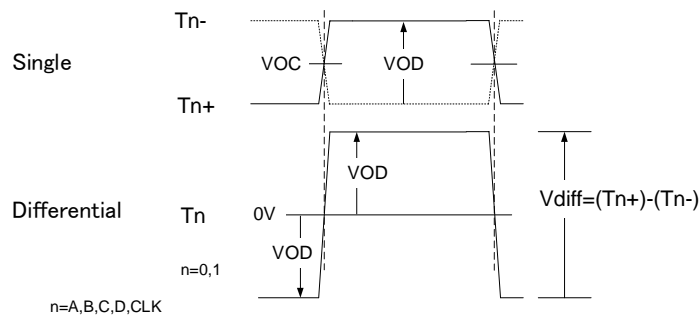 Tn-
Single
VOC
VOD
Tn+
VOD
Vdiff=(Tn+)-(Tn-)
Differential
Tn
0V
VOD
n=0,1
n=A,B,C,D,CLK